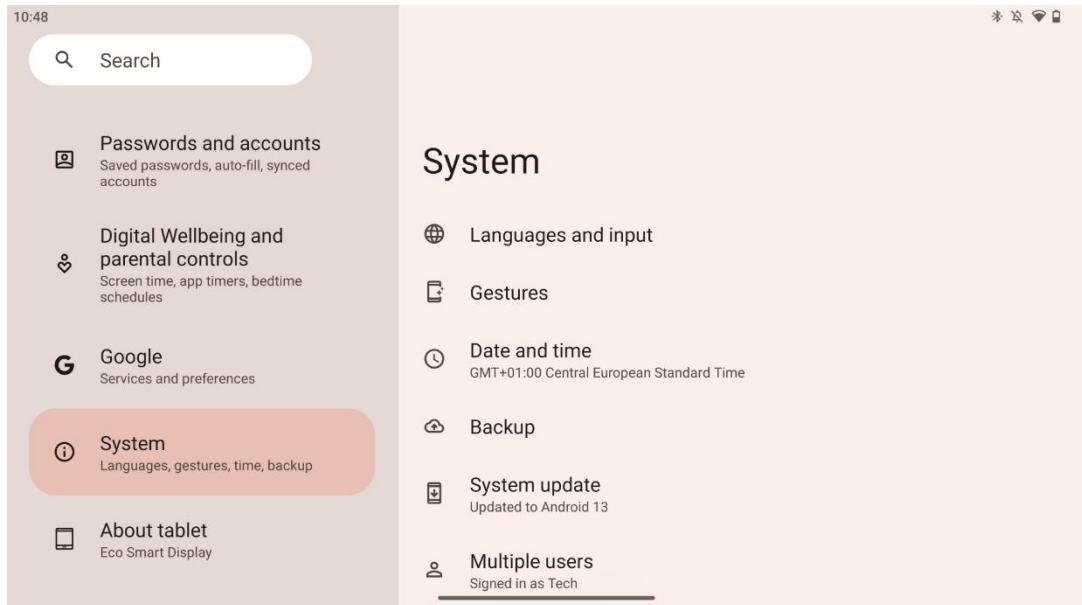 10:48
Search
Passwords and accounts
Saved passwords, auto-fill, synced
accounts
Digital Wellbeing and
parental controls
Screen time, app timers, bedtime
schedules
Google
Services and preferences
System
Languages, gestures, time, backup
About tablet
Eco Smart Display
System
Languages and input
Gestures
Date and time
GMT+01:00 Central European Standard Time
Backup
System update
Updated to Android 13
Multiple users
Signed in as Tech